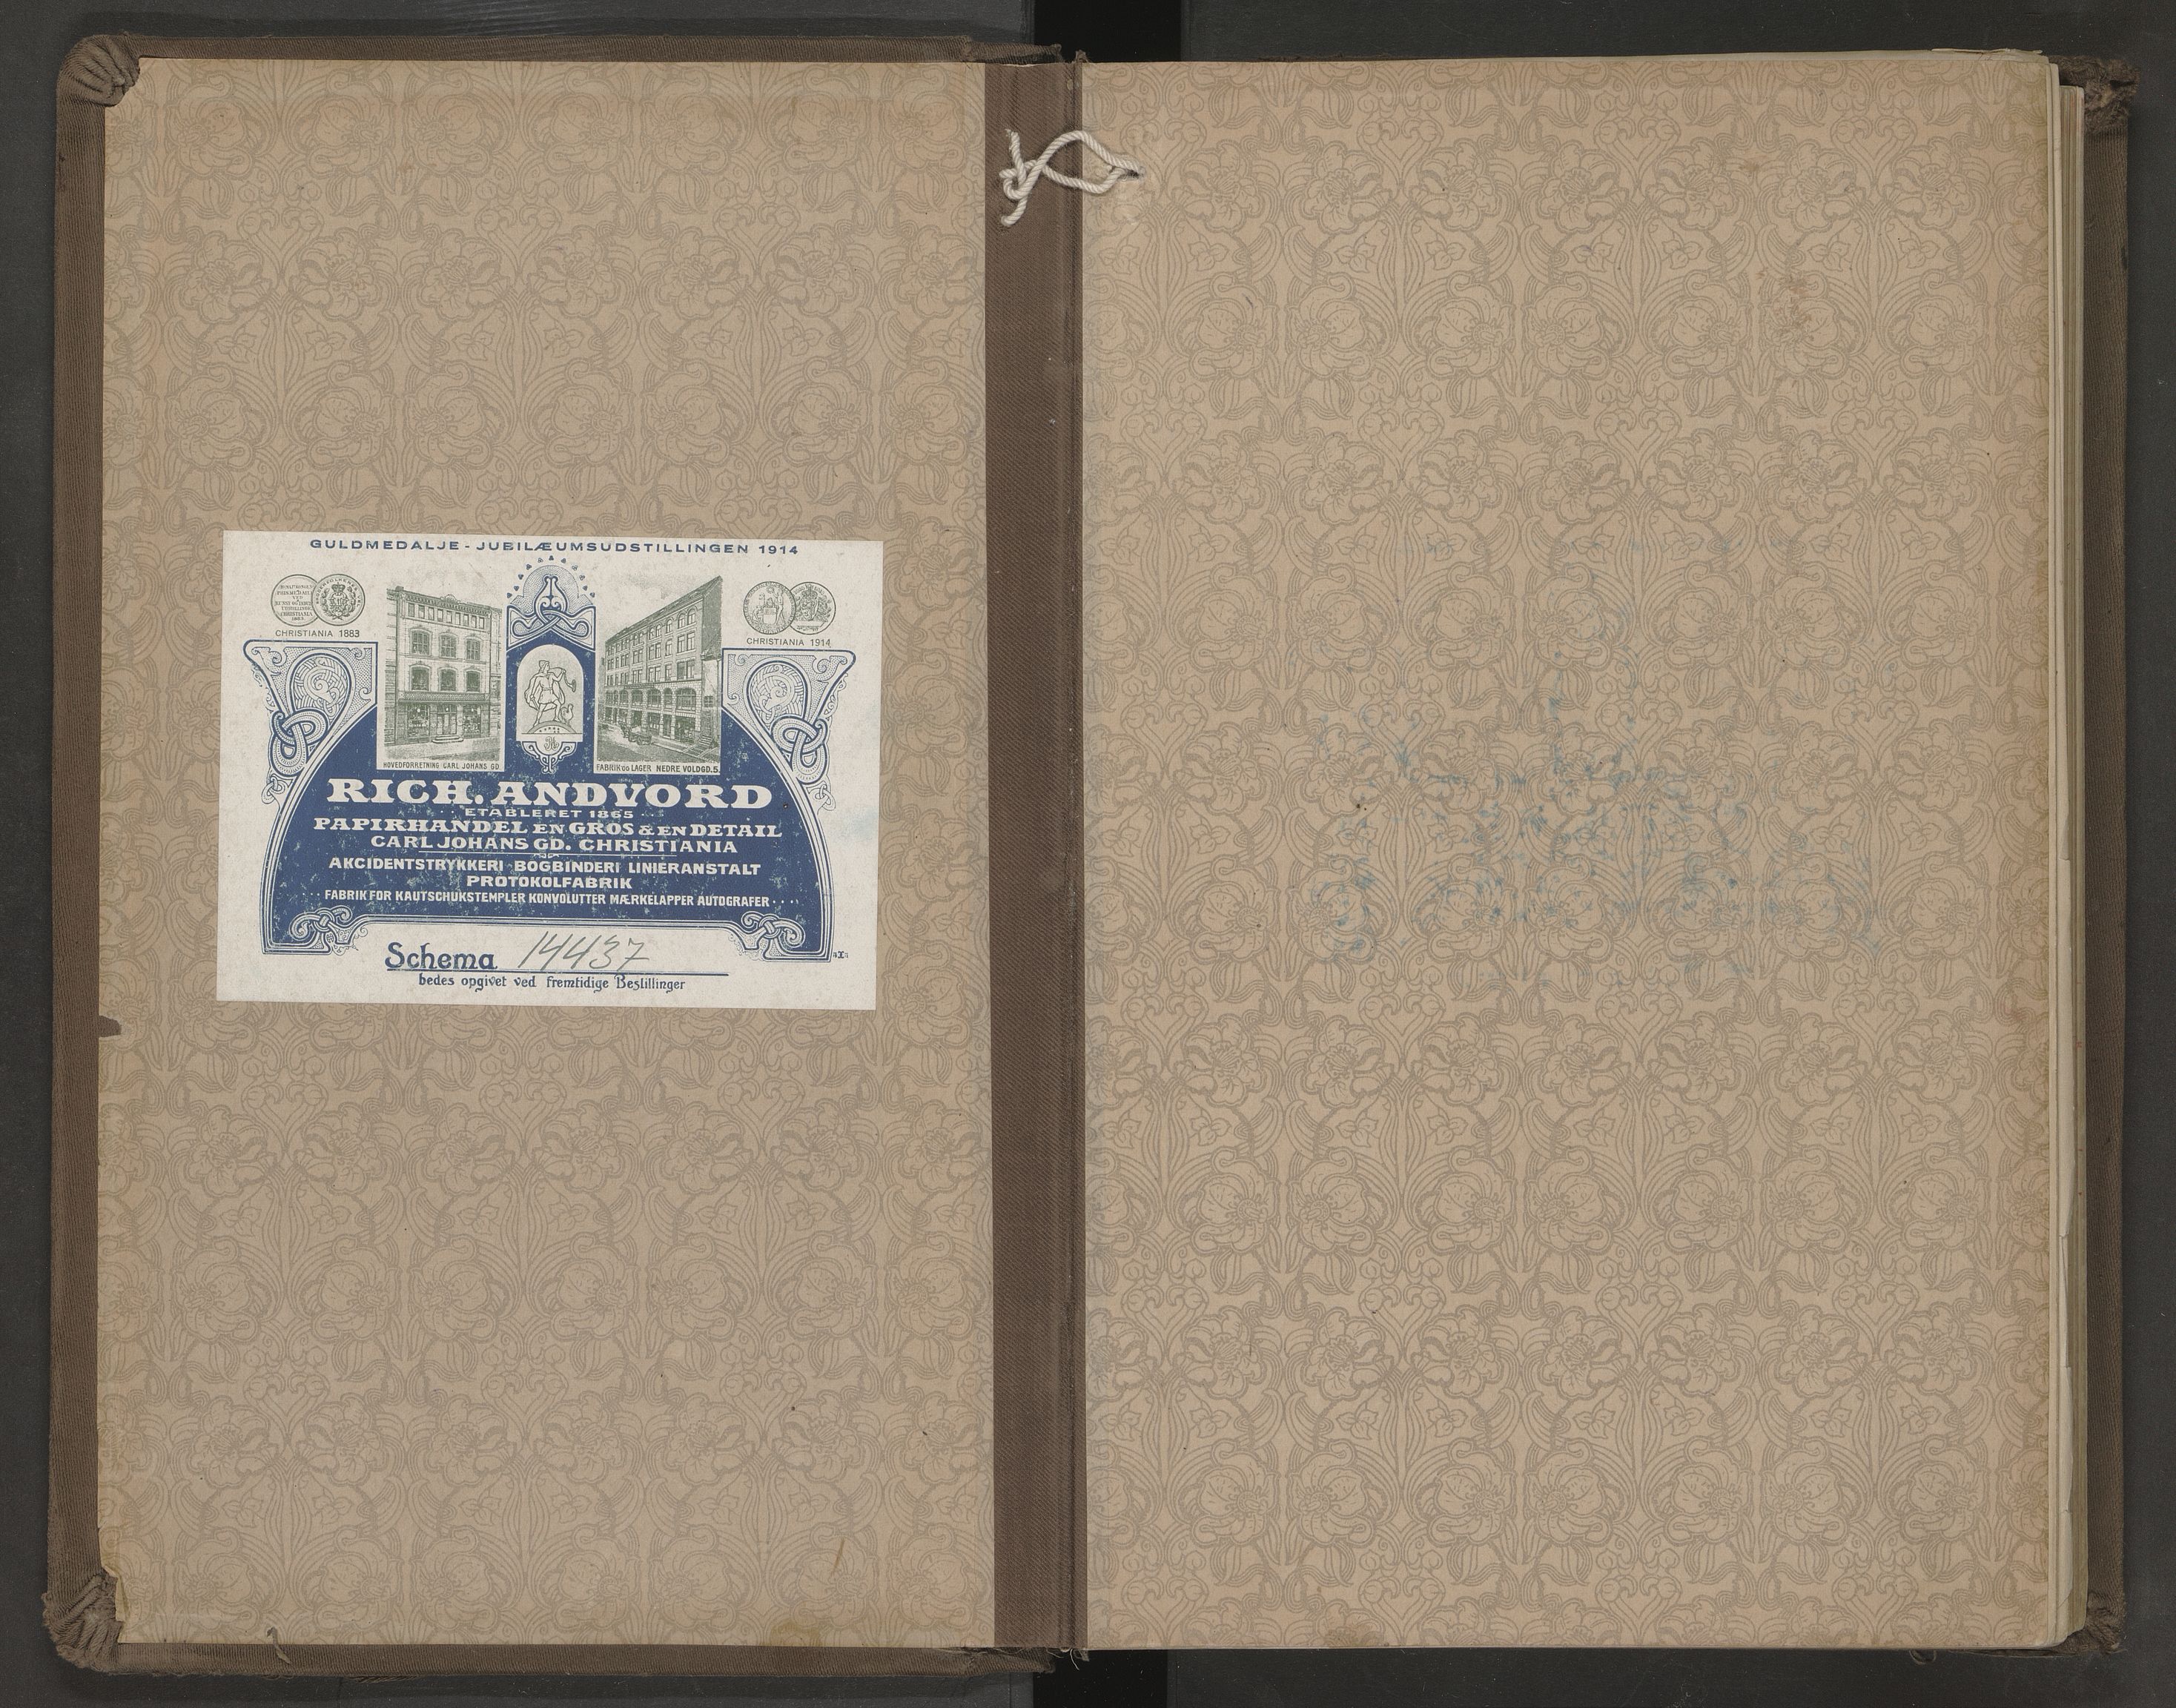 GULDMEDALJE - JUBILÆUMSUDSTILLINGEN 1914
CHRISTIANIA 1883
CHRISTIANIA 1914
HOVEDFORRETNING CARL JOHANS GD.
FABRIK OG LAGER NEDRE VOLDGD. 5.
RICH. ANDVORD
ETABLERET 1865
PAPIRHANDEL EN GROS & EN DETAIL
CARL JOHANS GD. CHRISTIANIA
AKCIDENTSTRYKKERI BOGBINDERI LINIERANSTALT
PROTOKOLFABRIK
FABRIK FOR KAUTSCHUKSTEMPLER KONVOLUTTER MÆRKELAPPER AUTOGRAFER
Schema 14437
bedes opgivet ved fremtidige Bestillinger